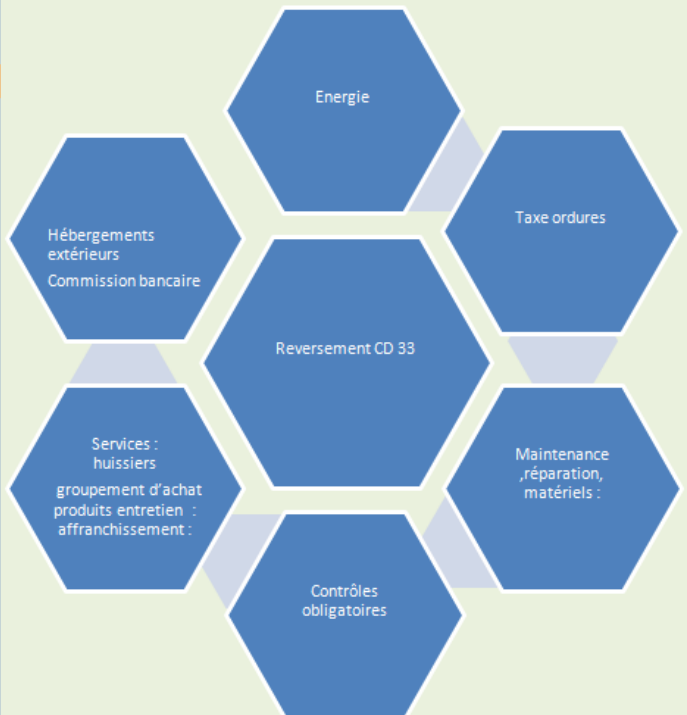 Energie
Taxe ordures
Hébergements
extérieurs
Commission bancaire
Reversement CD 33
Services :
huissiers
groupement d'achat
produits entretien :
affranchissement :
Maintenance
,réparation,
matériels :
Contrôles
obligatoires